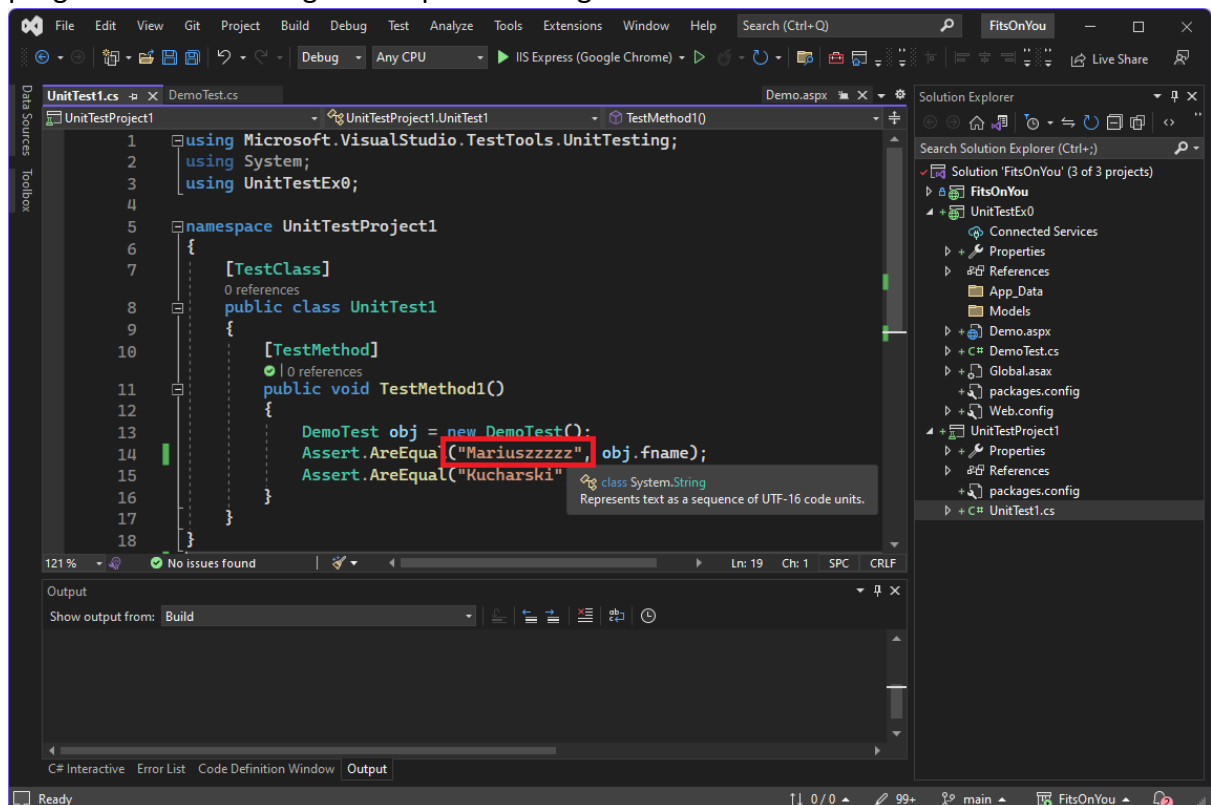 File Edit View Git Project Build Debug Test Analyze Tools Extensions Window Help Search (Ctrl+Q) FitsOnYou
Debug Any CPU IIS Express (Google Chrome) Live Share
Data Sources
Toolbox
UnitTest1.cs DemoTest.cs Demo.aspx
UnitTestProject1 UnitTestProject1.UnitTest1 TestMethod1()
1 using Microsoft.VisualStudio.TestTools.UnitTesting;
2 using System;
3 using UnitTestEx0;
4
5 namespace UnitTestProject1
6 {
7 [TestClass]
0 references
8 public class UnitTest1
9 {
10 [TestMethod]
0 references
11 public void TestMethod1()
12 {
13 DemoTest obj = new DemoTest();
14 Assert.AreEqual("Mariuszzzzz", obj.fname);
15 Assert.AreEqual("Kucharski"
16 }
17 }
18 }
class System.String
Represents text as a sequence of UTF-16 code units.
121 % No issues found Ln: 19 Ch: 1 SPC CRLF
Output
Show output from: Build
C# Interactive Error List Code Definition Window Output
Solution Explorer
Search Solution Explorer (Ctrl+;)
Solution 'FitsOnYou' (3 of 3 projects)
FitsOnYou
UnitTestEx0
Connected Services
Properties
References
App_Data
Models
Demo.aspx
C# DemoTest.cs
Global.asax
packages.config
Web.config
UnitTestProject1
Properties
References
packages.config
C# UnitTest1.cs
Ready 0 / 0 99+ main FitsOnYou 2